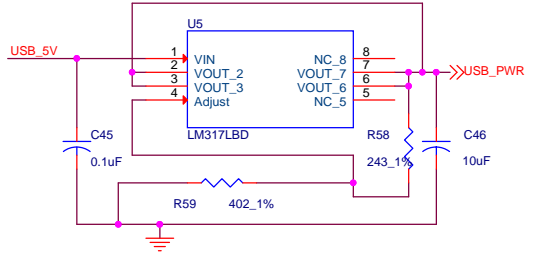 U5
USB_5V
1 VIN NC_8 8
2 VOUT_2 VOUT_7 7 USB_PWR
3 VOUT_3 VOUT_6 6
4 Adjust NC_5 5
LM317LBD
C45 R58 C46
0.1uF 243_1% 10uF
R59 402_1%